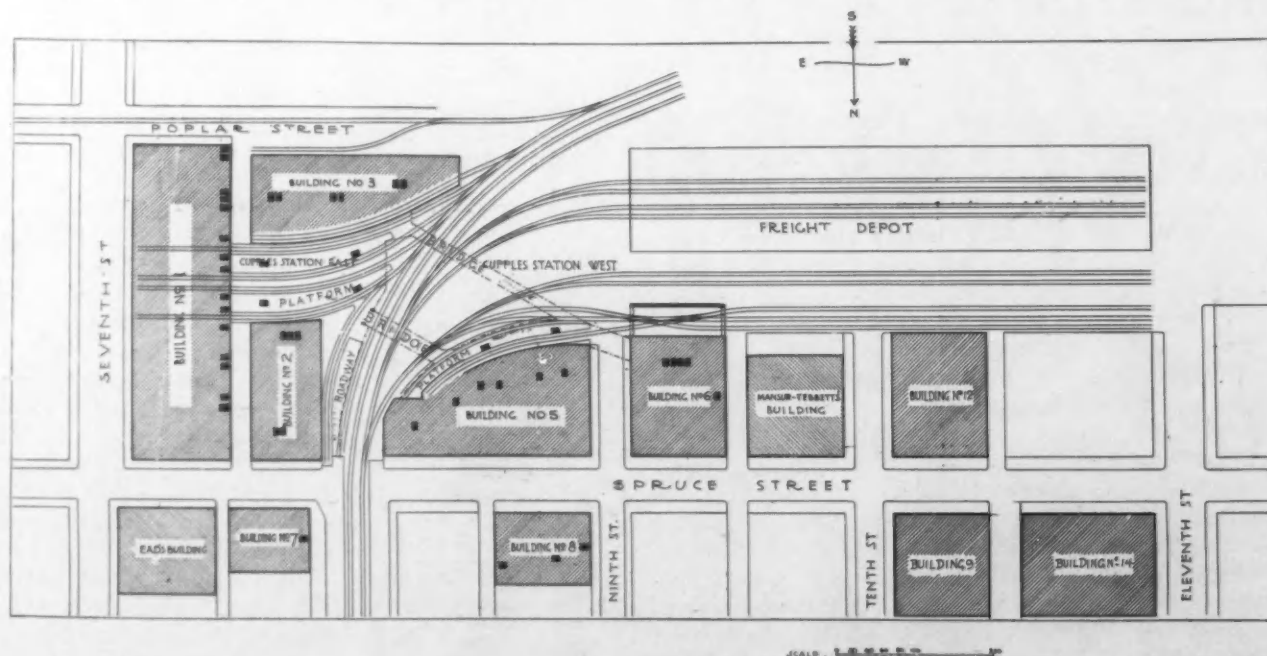 S
E W
N
POPLAR STREET
BUILDING NO 3
SEVENTH·ST
BUILDING NO 1
CUPPLES STATION EAST
PLATFORM
BRIDGE
CUPPLES STATION WEST
FREIGHT DEPOT
BUILDING NO 2
ROADWAY
PLATFORM
BUILDING NO 5
BUILDING NO 6
MANSUR-TEBBETTS
BUILDING
BUILDING NO 12
SPRUCE STREET
EADS BUILDING
BUILDING NO 7
BUILDING NO 8
NINTH ST.
TENTH ST
BUILDING 9
BUILDING NO 14
ELEVENTH ST
SCALE